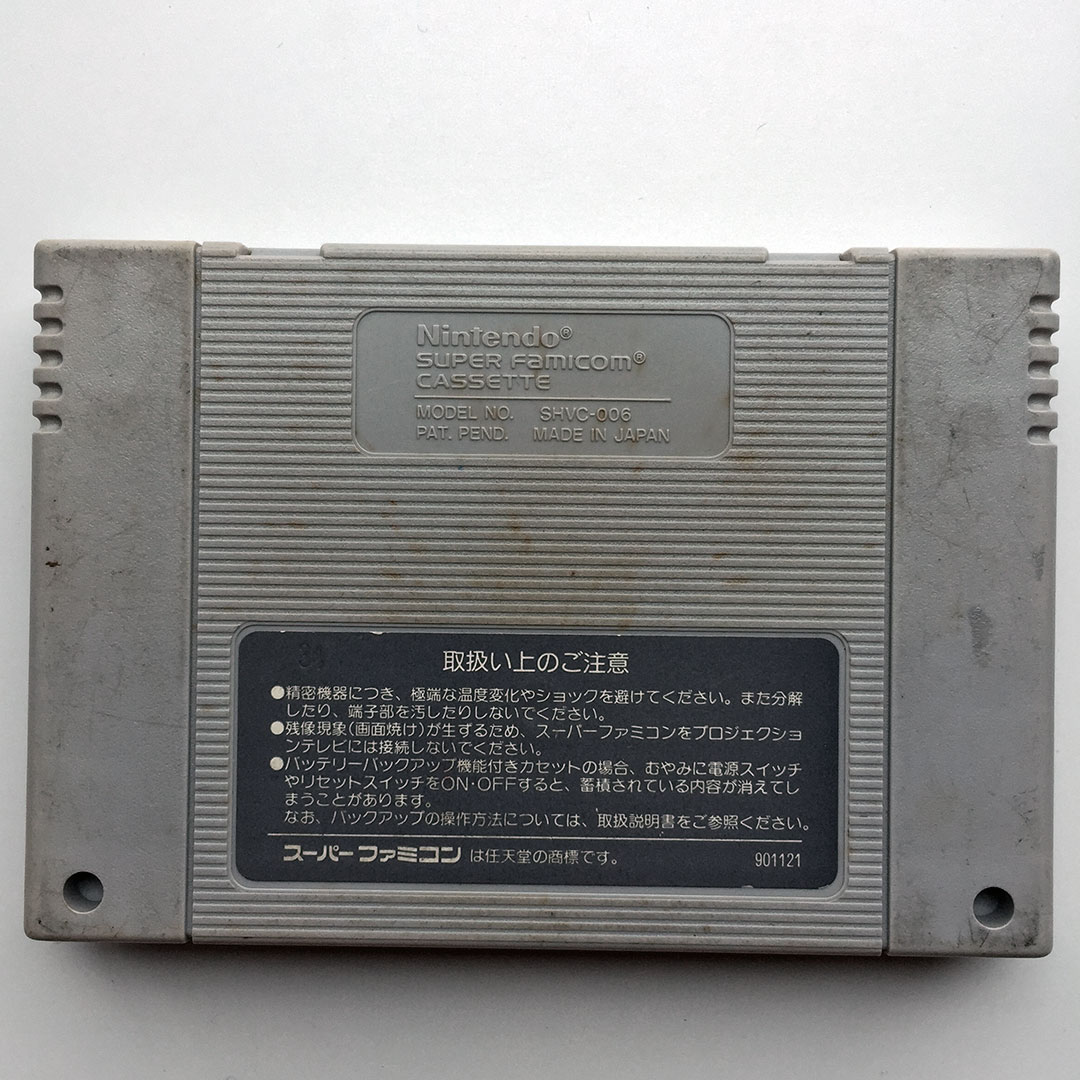 Nintendo®
SUPER FAMICOM®
CASSETTE
MODEL NO. SHVC-006
PAT. PEND. MADE IN JAPAN
取扱い上のご注意
●精密機器につき、極端な温度変化やショックを避けてください。また分解
したり、端子部を汚したりしないでください。
●残像現象(画面焼け)が生ずるため、スーパーファミコンをプロジェクショ
ンテレビには接続しないでください。
●バッテリーバックアップ機能付きカセットの場合、むやみに電源スイッチ
やリセットスイッチをON·OFFすると、蓄積されている内容が消えてし
まうことがあります。
なお、バックアップの操作方法については、取扱説明書をご参照ください。
スーパーファミコン は任天堂の商標です。 901121